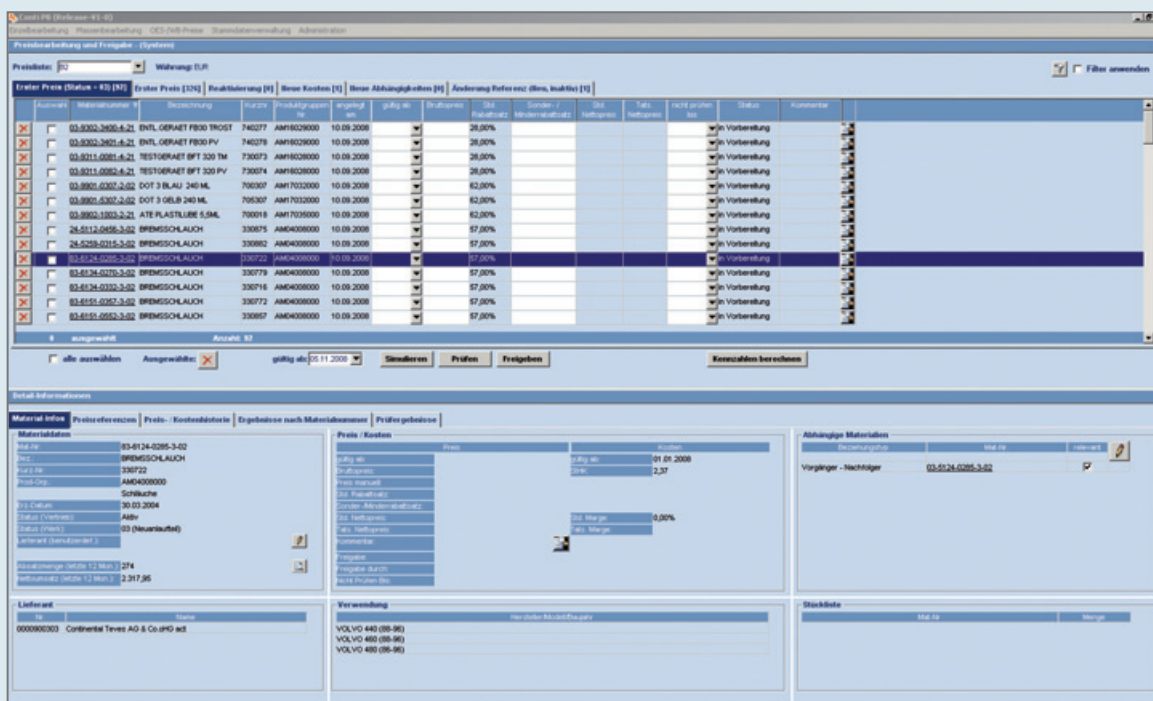 Conti-PB (Release-91-0)
Einzelbearbeitung Massenbearbeitung OES-/WB-Preise Stammdatenverwaltung Administration
Preisbearbeitung und Freigabe - (System)
Preisliste: B2 Währung: EUR Filter anwenden
Erster Preis (Status = 03) [92] Erster Preis [326] Reaktivierung [0] Neue Kosten [1] Neue Abhängigkeiten [0] Änderung Referenz (lös, inaktiv) [1]
Auswahl Materialnummer Bezeichnung Kurznr Produktgruppen Nr. angelegt am: gültig ab Bruttopreis Std. Rabattsatz Sonder- / Minderrabattsatz Std. Nettopreis Tats. Nettopreis nicht prüfen bis Status Kommentar
03-9302-3400-4-21 ENTL.GERAET FB30 TROST 740277 AM16029000 10.09.2008 28,00% in Vorbereitung
03-9302-3401-4-21 ENTL.GERAET FB30 PV 740278 AM16029000 10.09.2008 28,00% in Vorbereitung
03-9311-0081-4-21 TESTGERAET BFT 320 TM 730073 AM16028000 10.09.2008 28,00% in Vorbereitung
03-9311-0082-4-21 TESTGERAET BFT 320 PV 730074 AM16028000 10.09.2008 28,00% in Vorbereitung
03-9901-0307-2-02 DOT 3 BLAU 240 ML 700307 AM17032000 10.09.2008 62,00% in Vorbereitung
03-9901-5307-2-02 DOT 3 GELB 240 ML 705307 AM17032000 10.09.2008 62,00% in Vorbereitung
03-9902-1003-2-21 ATE PLASTILUBE 5,5ML 700018 AM17035000 10.09.2008 62,00% in Vorbereitung
24-5112-0456-3-02 BREMSSCHLAUCH 330875 AM04008000 10.09.2008 57,00% in Vorbereitung
24-5259-0315-3-02 BREMSSCHLAUCH 330882 AM04008000 10.09.2008 57,00% in Vorbereitung
83-6124-0285-3-02 BREMSSCHLAUCH 330722 AM04008000 10.09.2008 57,00% in Vorbereitung
83-6134-0270-3-02 BREMSSCHLAUCH 330779 AM04008000 10.09.2008 57,00% in Vorbereitung
83-6134-0332-3-02 BREMSSCHLAUCH 330716 AM04008000 10.09.2008 57,00% in Vorbereitung
83-6151-0357-3-02 BREMSSCHLAUCH 330772 AM04008000 10.09.2008 57,00% in Vorbereitung
83-6151-0552-3-02 BREMSSCHLAUCH 330857 AM04008000 10.09.2008 57,00% in Vorbereitung
0 ausgewählt Anzahl: 92
alle auswählen Ausgewählte: gültig ab: 05.11.2008 Simulieren Prüfen Freigeben Kennzahlen berechnen
Detail-Informationen
Material-Infos Preisreferenzen Preis- / Kostenhistorie Ergebnisse nach Materialnummer Prüfergebnisse
Materialdaten
Mat-Nr: 83-6124-0285-3-02
Bez.: BREMSSCHLAUCH
Kurz-Nr: 330722
Prod-Grp.: AM04008000
Schläuche
Erz-Datum: 30.03.2004
Status (Vertrieb): Aktiv
Status (Werk): 03 (Neuanlaufteil)
Lieferant (benutzerdef.):
Absatzmenge (letzte 12 Mon.) 274
Nettoumsatz (letzte 12 Mon.) 2.317,95
Preis / Kosten
Preis Kosten
gültig ab: gültig ab: 01.01.2008
Bruttopreis: SHK: 2,37
Preis manuell:
Std. Rabattsatz:
Sonder-/Minderrabattsatz:
Std. Nettopreis: Std. Marge: 0,00%
Tats. Nettopreis: Tats. Marge:
Kommentar:
Freigabe:
Freigabe durch:
Nicht Prüfen Bis:
Abhängige Materialien
Beziehungstyp Mat-Nr relevant
Vorgänger - Nachfolger 03-5124-0285-3-02
Lieferant
Nr Name
0000900303 Continental Teves AG & Co.oHG act
Verwendung
Hersteller/Modell/Baujahr
VOLVO 440 (88-96)
VOLVO 460 (88-96)
VOLVO 480 (86-96)
Stückliste
Mat-Nr Menge